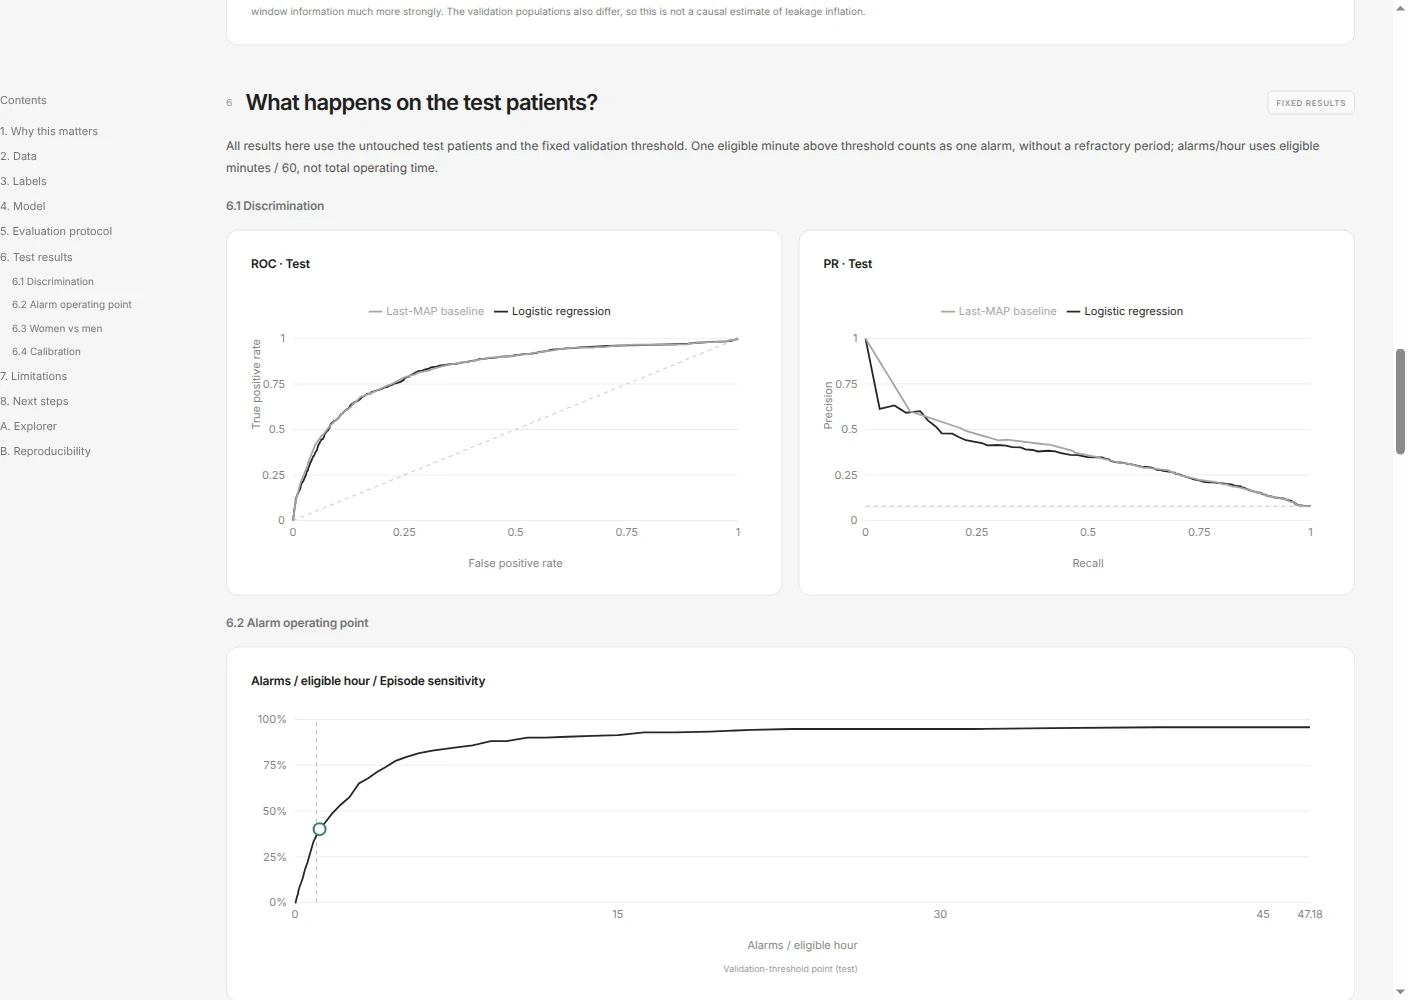 window information much more strongly. The validation populations also differ, so this is not a causal estimate of leakage inflation.
Contents
1. Why this matters
2. Data
3. Labels
4. Model
5. Evaluation protocol
6. Test results
6.1 Discrimination
6.2 Alarm operating point
6.3 Women vs men
6.4 Calibration
7. Limitations
8. Next steps
A. Explorer
B. Reproducibility
6 What happens on the test patients?
FIXED RESULTS
All results here use the untouched test patients and the fixed validation threshold. One eligible minute above threshold counts as one alarm, without a refractory period; alarms/hour uses eligible
minutes / 60, not total operating time.
6.1 Discrimination
ROC · Test
Last-MAP baseline Logistic regression
True positive rate
1
0.75
0.5
0.25
0
0 0.25 0.5 0.75 1
False positive rate
PR · Test
Last-MAP baseline Logistic regression
Precision
1
0.75
0.5
0.25
0
0 0.25 0.5 0.75 1
Recall
6.2 Alarm operating point
Alarms / eligible hour / Episode sensitivity
100%
75%
50%
25%
0%
0 15 30 45 47.18
Alarms / eligible hour
Validation-threshold point (test)